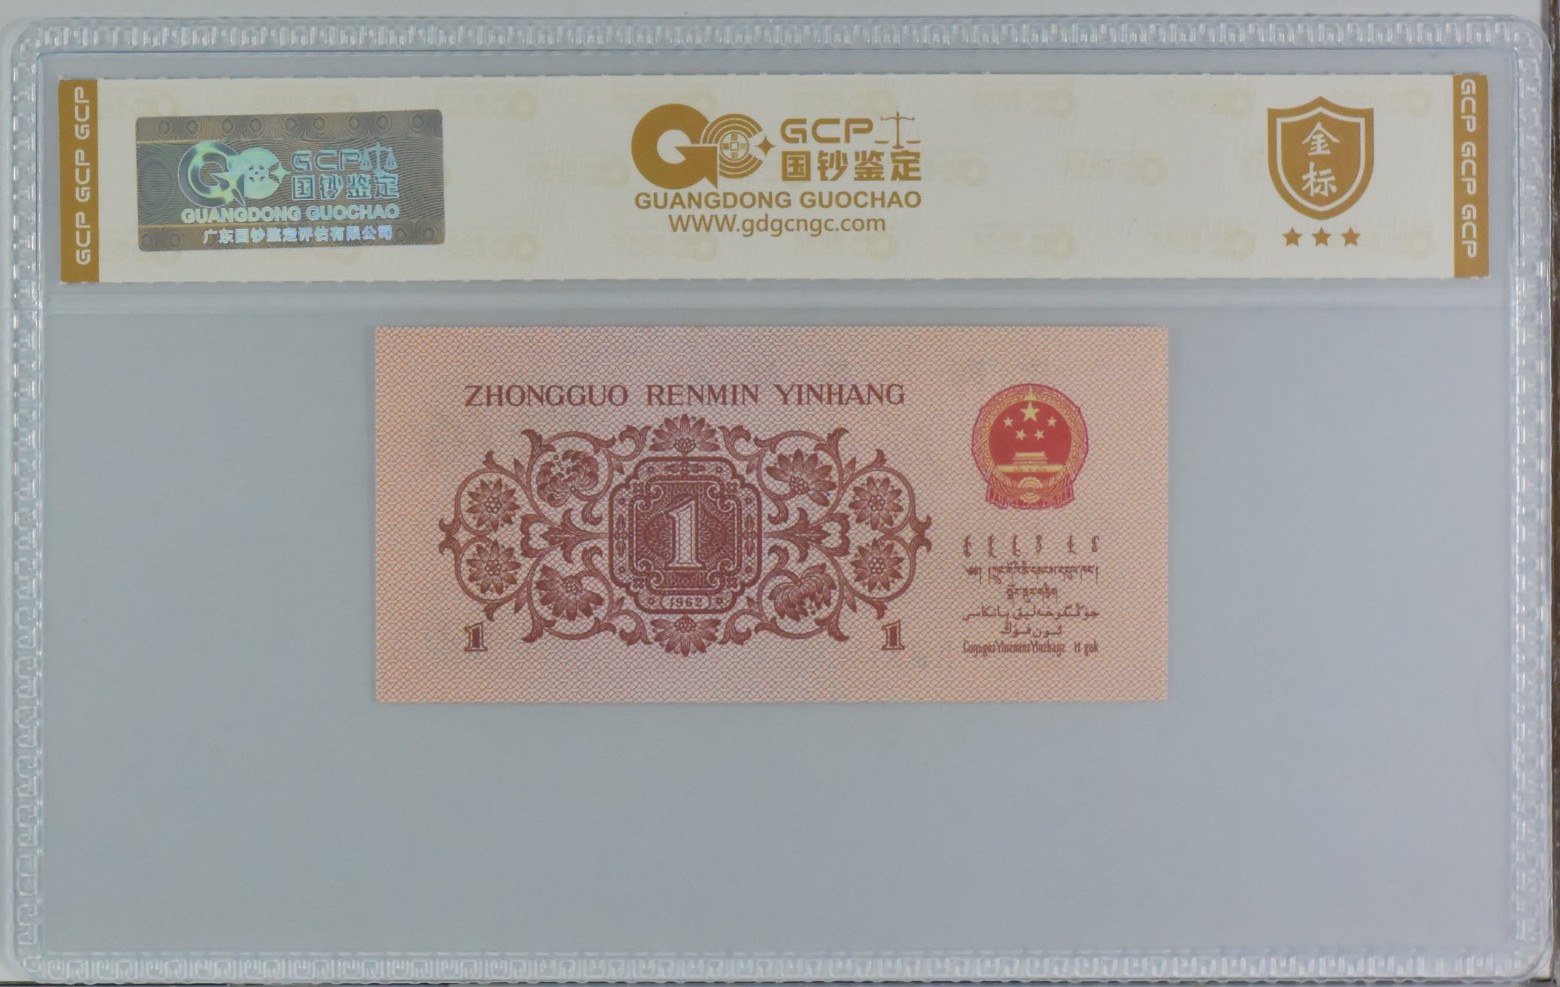 GCP GCP GCP
GCP
国钞鉴定
GUANGDONG GUOCHAO
广东国钞鉴定评估有限公司
GCP
国钞鉴定
GUANGDONG GUOCHAO
WWW.gdgcngc.com
金
标
GCP GCP GCP
ZHONGGUO RENMIN YINHANG
1
(1962)
1
1